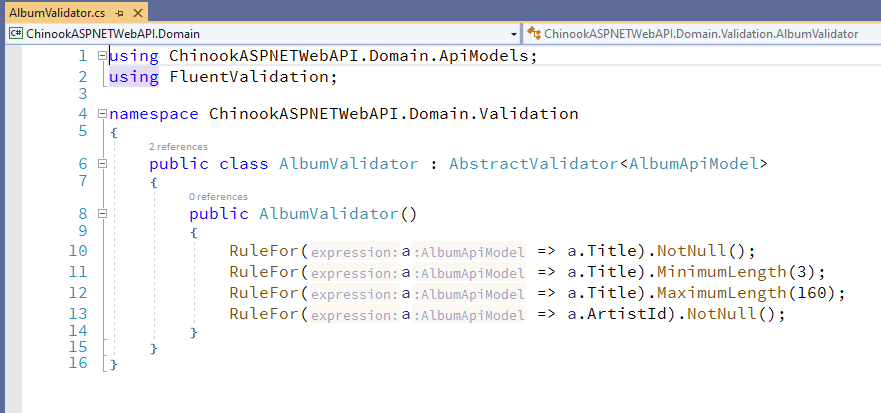 AlbumValidator.cs
ChinookASPNETWebAPI.Domain
ChinookASPNETWebAPI.Domain.Validation.AlbumValidator
1 using ChinookASPNETWebAPI.Domain.ApiModels;
2 using FluentValidation;
3
4 namespace ChinookASPNETWebAPI.Domain.Validation
5 {
2 references
6 public class AlbumValidator : AbstractValidator<AlbumApiModel>
7 {
0 references
8 public AlbumValidator()
9 {
10 RuleFor(expression: a :AlbumApiModel => a.Title).NotNull();
11 RuleFor(expression: a :AlbumApiModel => a.Title).MinimumLength(3);
12 RuleFor(expression: a :AlbumApiModel => a.Title).MaximumLength(160);
13 RuleFor(expression: a :AlbumApiModel => a.ArtistId).NotNull();
14 }
15 }
16 }